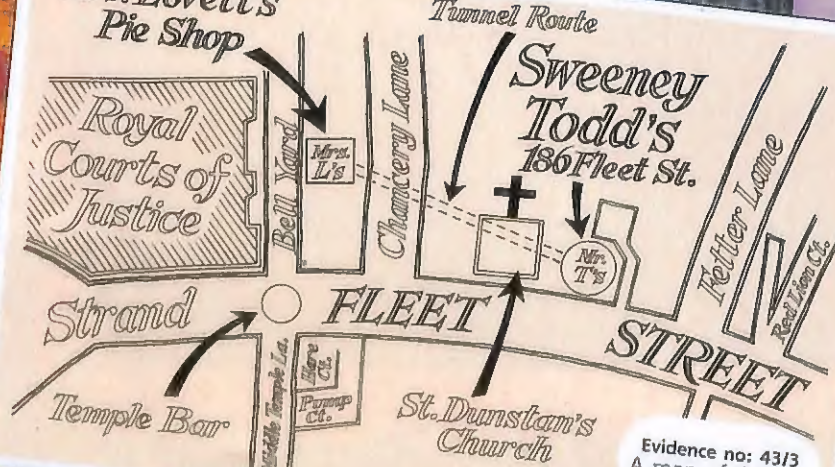 Lovett's
Pie Shop
Tunnel Route
Sweeney
Todd's
186 Fleet St.
Royal
Courts of
Justice
Bell Yard
Mrs.
L's
Chancery Lane
Mr.
T's
Fetter Lane
Red Lion Ct.
Strand
FLEET
STREET
Temple Bar
Middle Temple La.
Hare
Ct.
Pump
Ct.
St. Dunstan's
Church
Evidence no: 43/3
A map